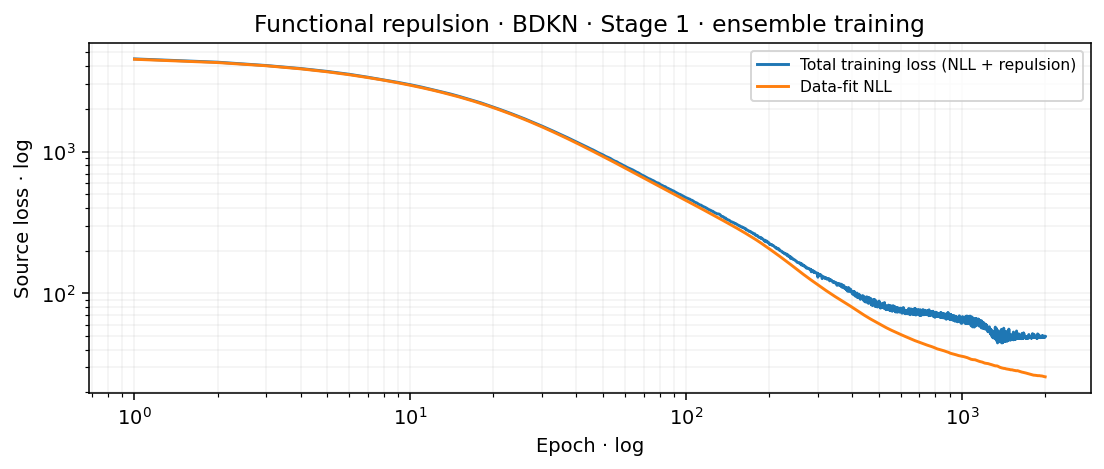 Functional repulsion · BDKN · Stage 1 · ensemble training
Total training loss (NLL + repulsion)
Data-fit NLL
Source loss · log
10³
10²
10⁰ 10¹ 10² 10³
Epoch · log